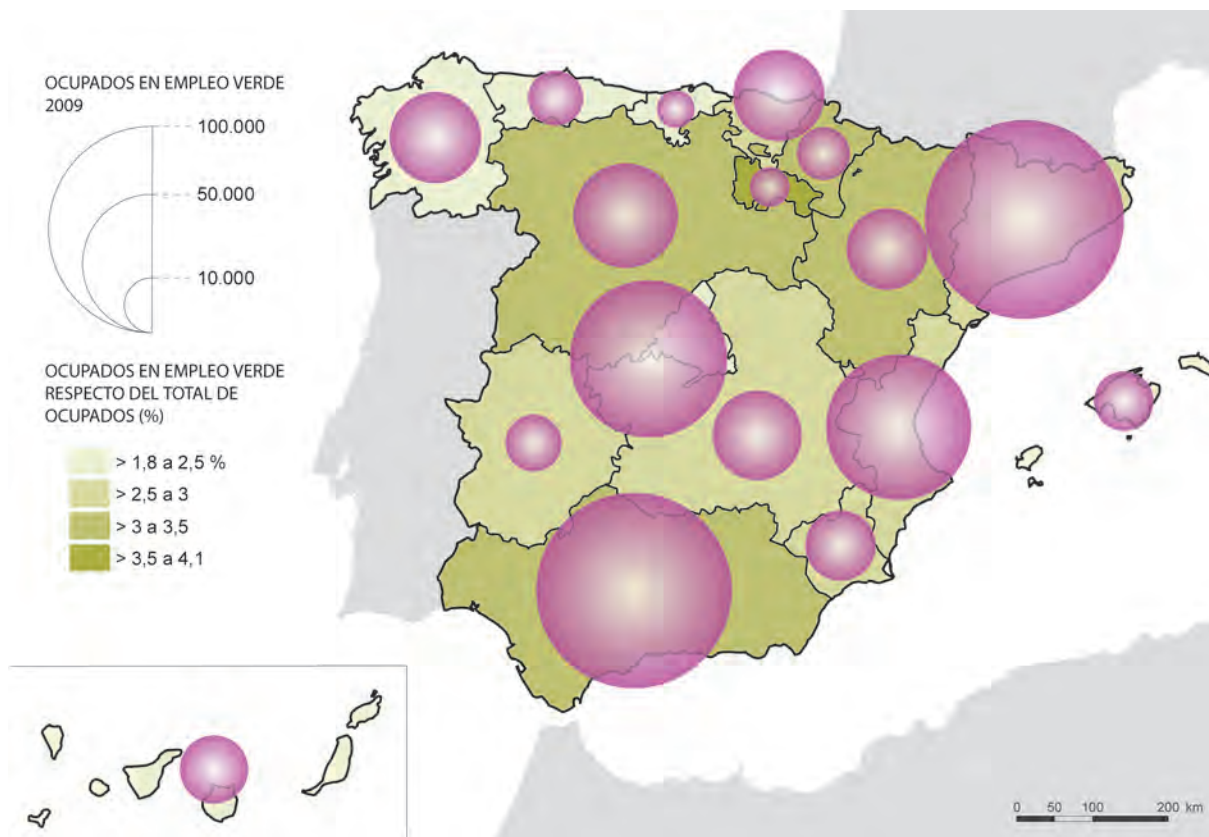 OCUPADOS EN EMPLEO VERDE
2009
100.000
50.000
10.000
OCUPADOS EN EMPLEO VERDE
RESPECTO DEL TOTAL DE
OCUPADOS (%)
> 1,8 a 2,5 %
> 2,5 a 3
> 3 a 3,5
> 3,5 a 4,1
0 50 100 200 km